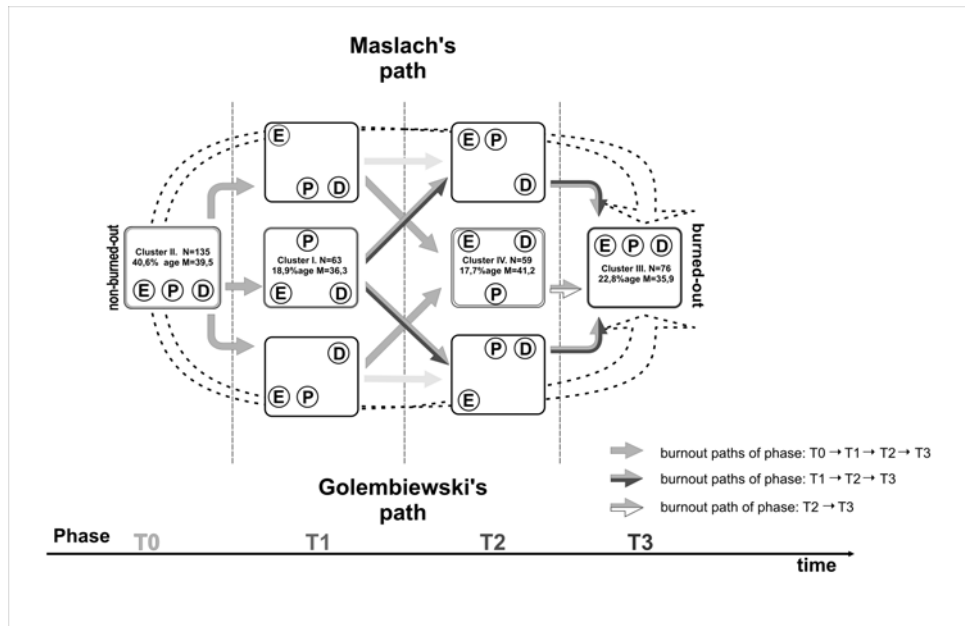 Maslach's
path
E
P D
E P
D
non-burned-out
Cluster II. N=135
40,6% age M=39,5
E P D
P
Cluster I. N=63
18,9%age M=36,3
E D
E D
Cluster IV. N=59
17,7%age M=41,2
P
E P D
Cluster III. N=76
22,8%age M=35,9
burned-out
D
E P
P D
E
burnout paths of phase: T0 → T1 → T2 → T3
burnout paths of phase: T1 → T2 → T3
burnout path of phase: T2 → T3
Golembiewski's
path
Phase T0 T1 T2 T3
time